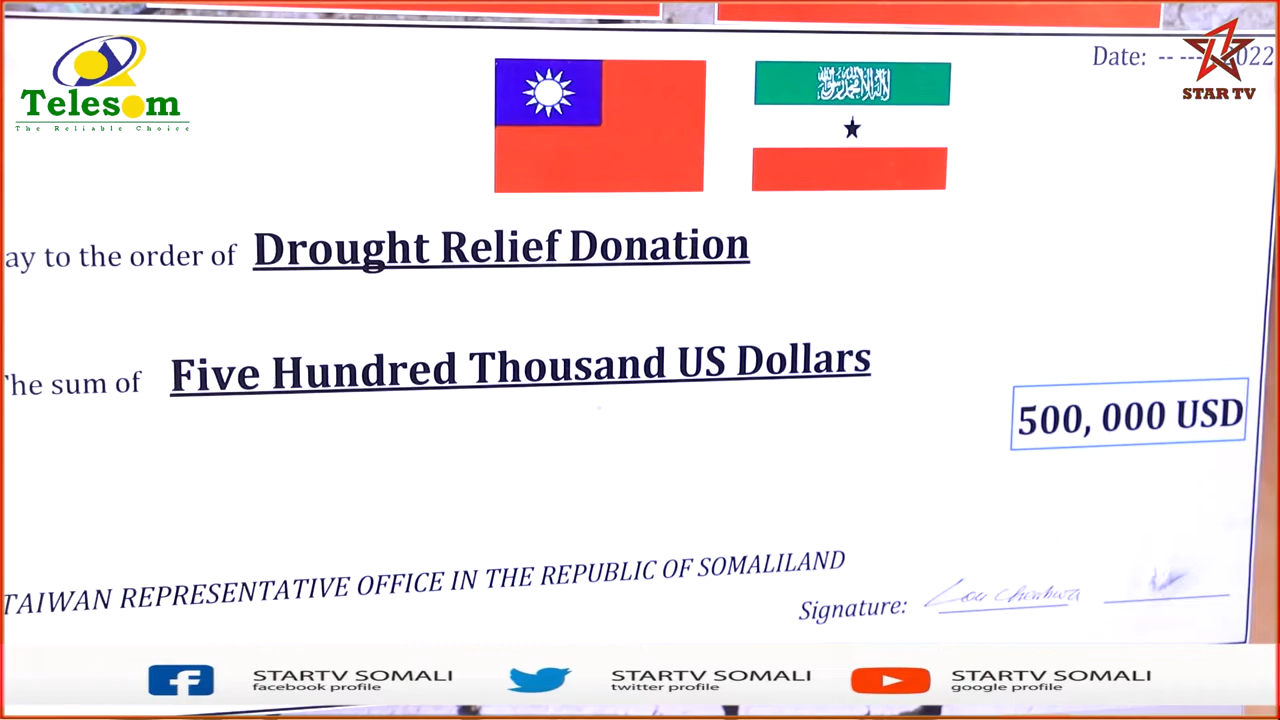 Telesom
The Reliable Choice
Date: -- --- 2022
STAR TV
ay to the order of Drought Relief Donation
The sum of Five Hundred Thousand US Dollars
500, 000 USD
TAIWAN REPRESENTATIVE OFFICE IN THE REPUBLIC OF SOMALILAND
Signature:
STARTV SOMALI
facebook profile
STARTV SOMALI
twitter profile
STARTV SOMALI
google profile